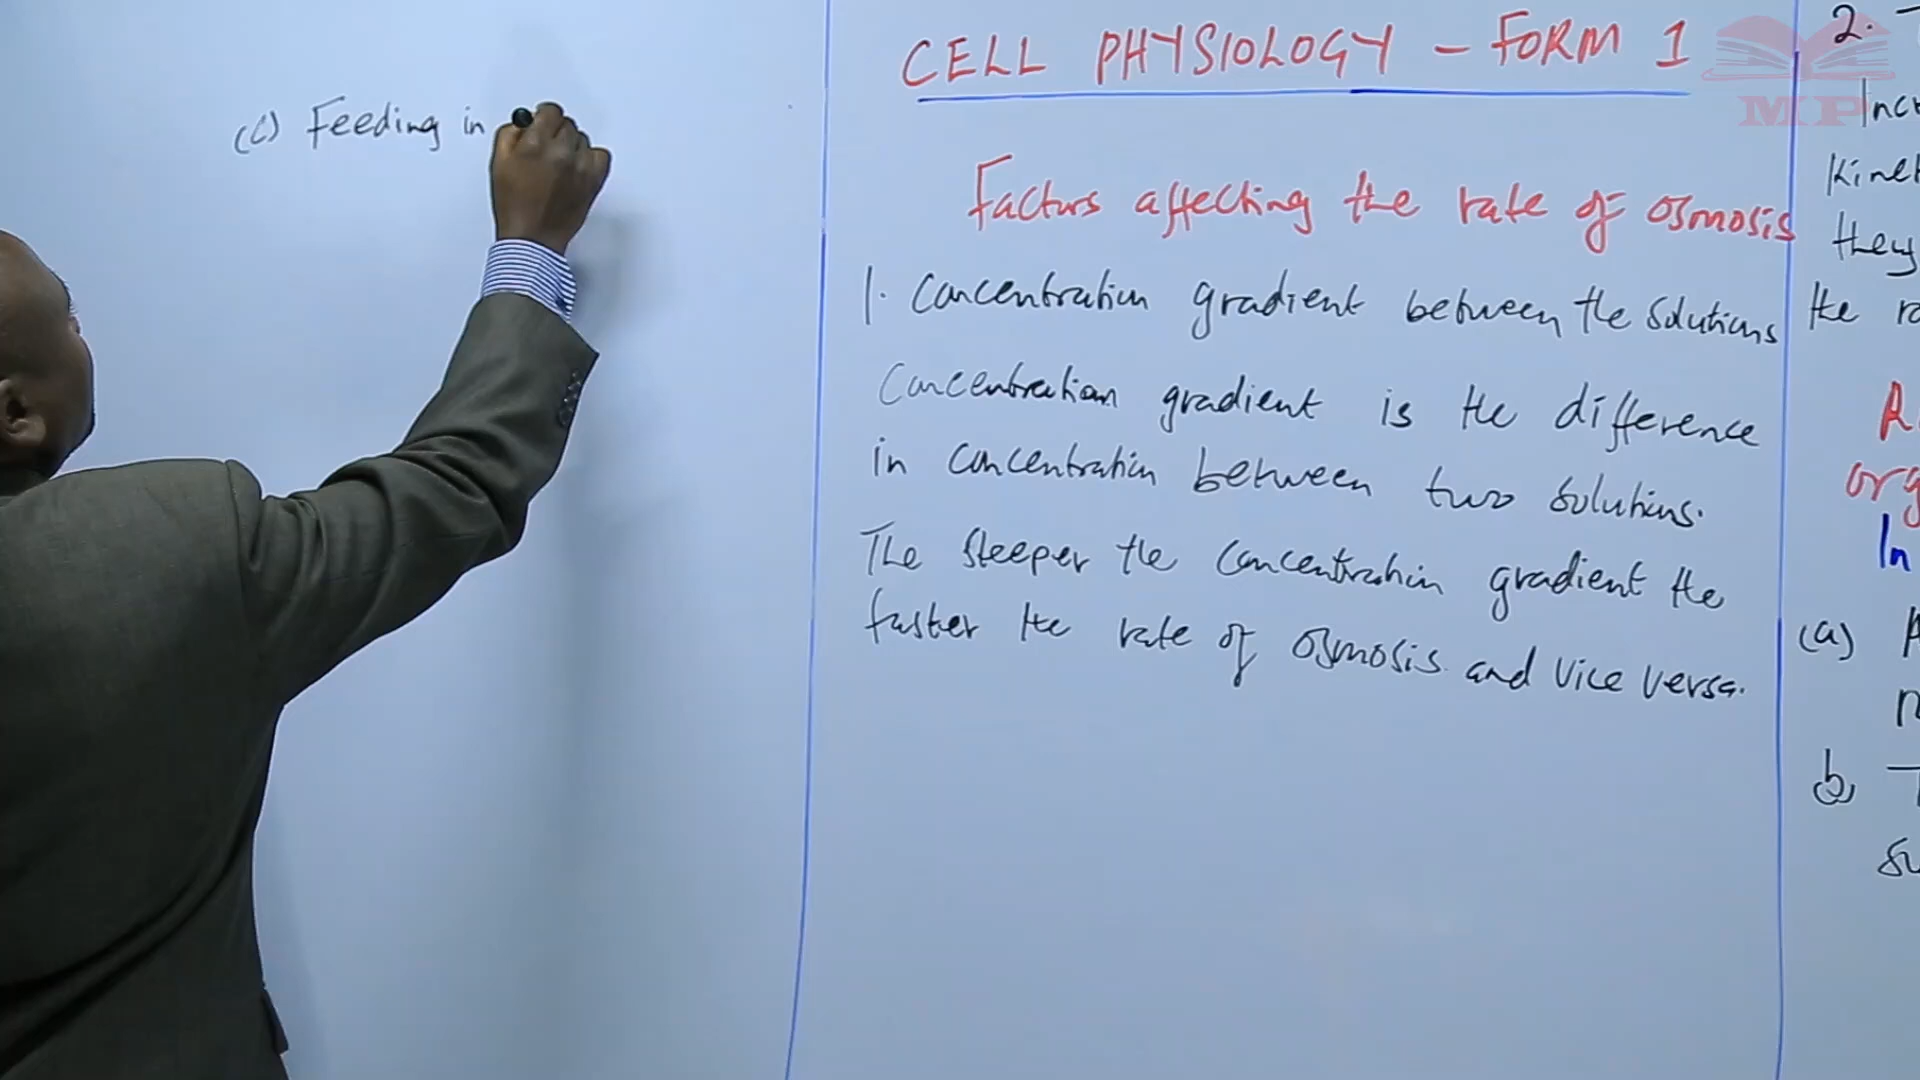 (C) Feeding in
CELL PHYSIOLOGY - FORM 1
Factors affecting the rate of osmosis
1. Concentration gradient between the solutions
Concentration gradient is the difference
in concentration between two solutions.
The steeper the concentration gradient the
faster the rate of osmosis and vice versa.
2.
MP
they
the
In
(a)
b)